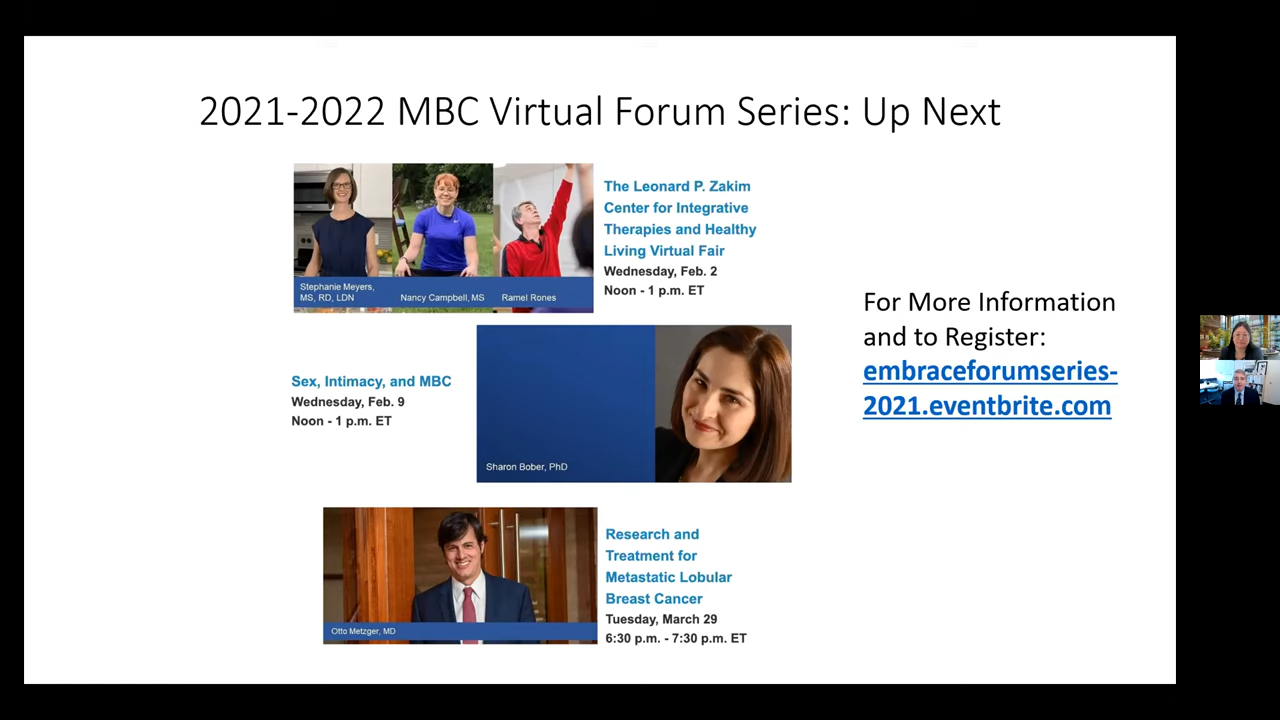 2021-2022 MBC Virtual Forum Series: Up Next
Stephanie Meyers,
MS, RD, LDN
Nancy Campbell, MS
Ramel Rones
The Leonard P. Zakim
Center for Integrative
Therapies and Healthy
Living Virtual Fair
Wednesday, Feb. 2
Noon - 1 p.m. ET
Sex, Intimacy, and MBC
Wednesday, Feb. 9
Noon - 1 p.m. ET
Sharon Bober, PhD
Otto Metzger, MD
Research and
Treatment for
Metastatic Lobular
Breast Cancer
Tuesday, March 29
6:30 p.m. - 7:30 p.m. ET
For More Information
and to Register:
embraceforumseries-
2021.eventbrite.com